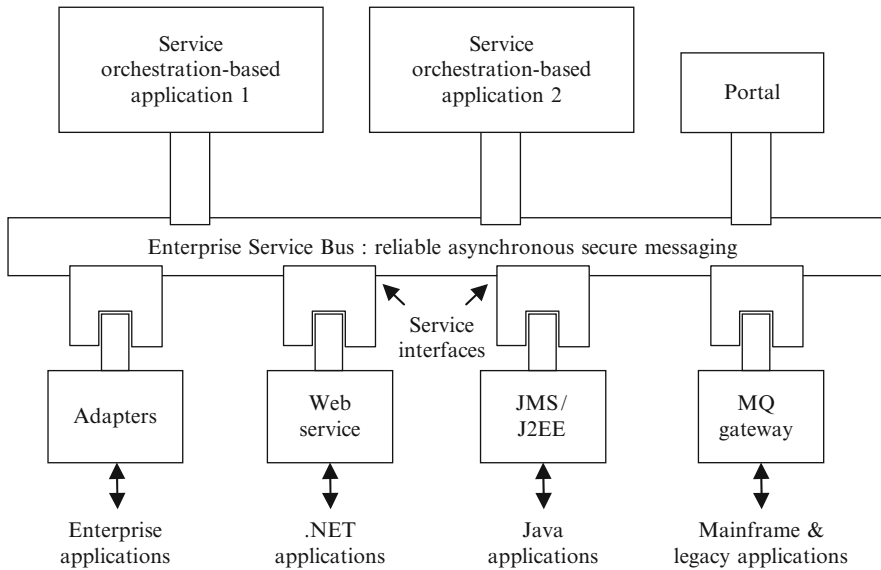 Service
orchestration-based
application 1
Service
orchestration-based
application 2
Portal
Enterprise Service Bus : reliable asynchronous secure messaging
Service
interfaces
Adapters
Web
service
JMS/
J2EE
MQ
gateway
Enterprise
applications
.NET
applications
Java
applications
Mainframe &
legacy applications